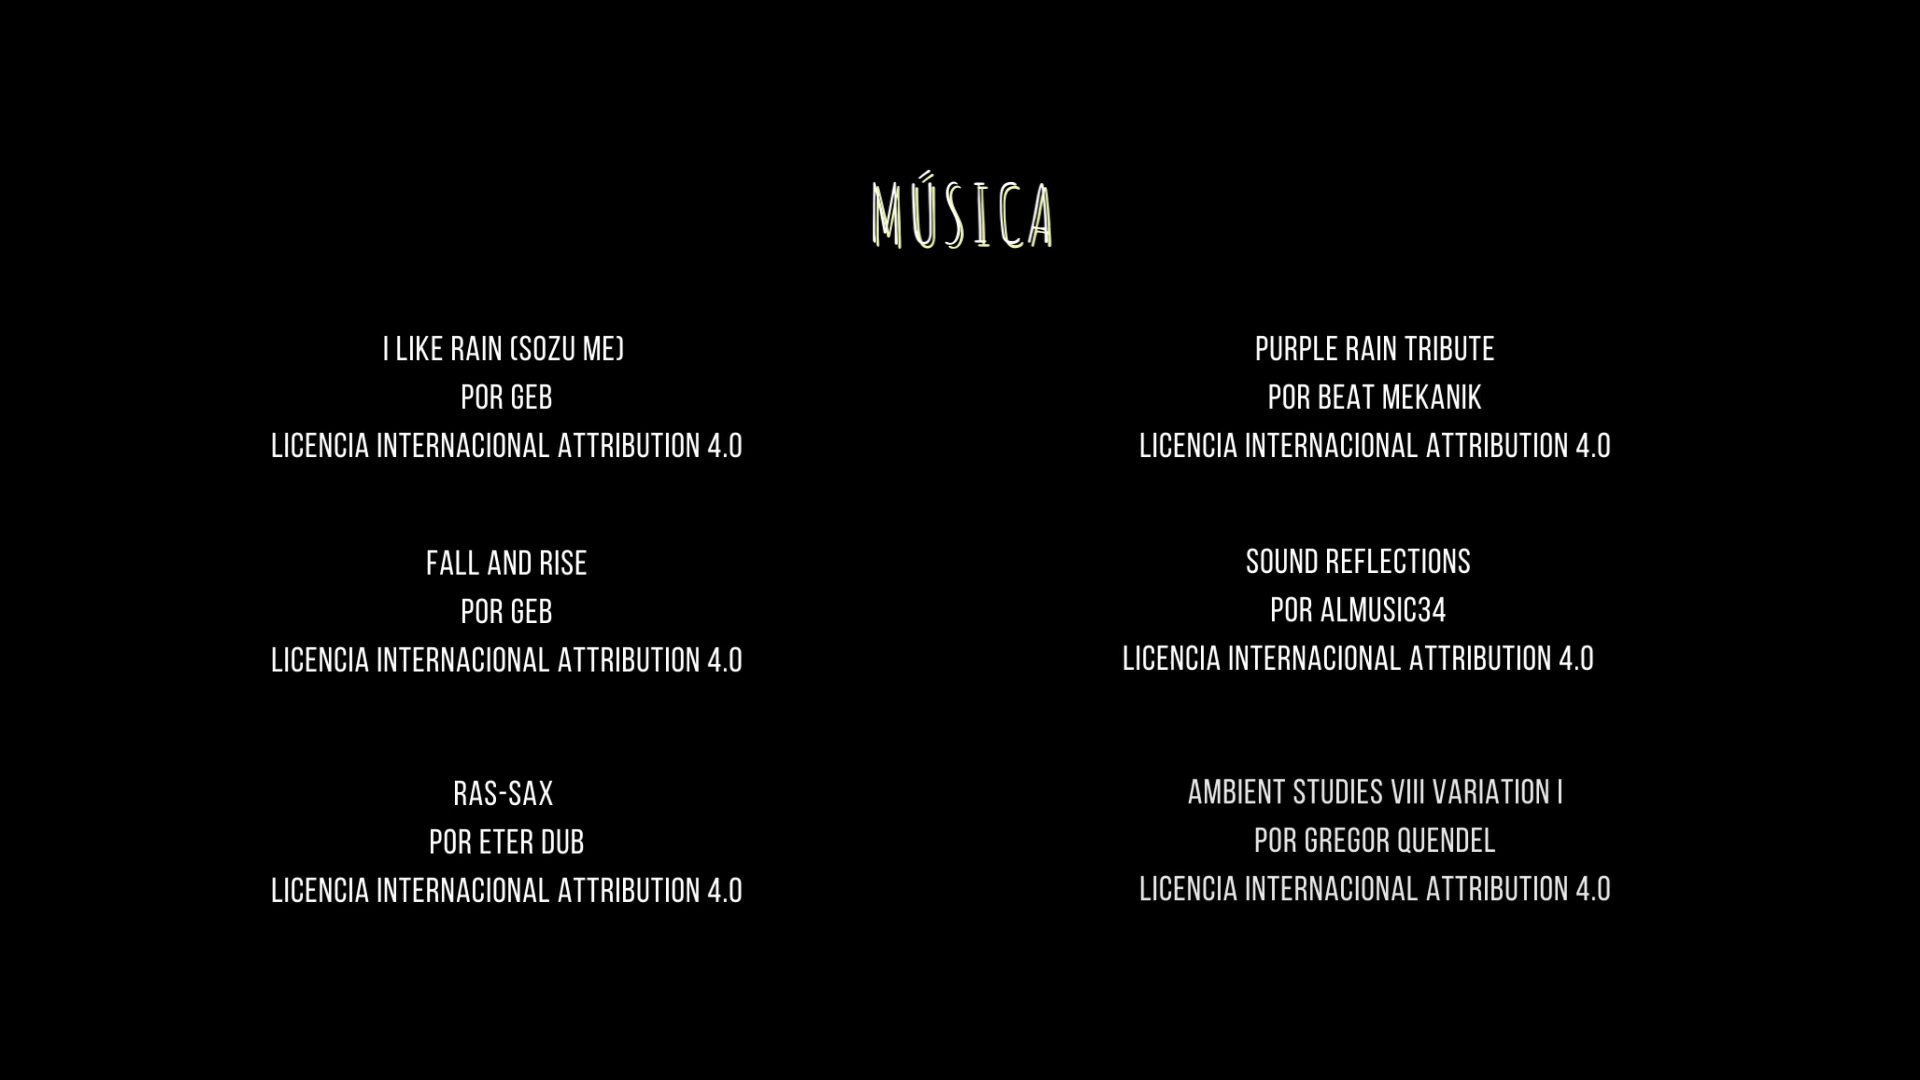 MÚSICA
I LIKE RAIN (SOZU ME)
POR GEB
LICENCIA INTERNACIONAL ATTRIBUTION 4.0
FALL AND RISE
POR GEB
LICENCIA INTERNACIONAL ATTRIBUTION 4.0
RAS-SAX
POR ETER DUB
LICENCIA INTERNACIONAL ATTRIBUTION 4.0
PURPLE RAIN TRIBUTE
POR BEAT MEKANIK
LICENCIA INTERNACIONAL ATTRIBUTION 4.0
SOUND REFLECTIONS
POR ALMUSIC34
LICENCIA INTERNACIONAL ATTRIBUTION 4.0
AMBIENT STUDIES VIII VARIATION I
POR GREGOR QUENDEL
LICENCIA INTERNACIONAL ATTRIBUTION 4.0